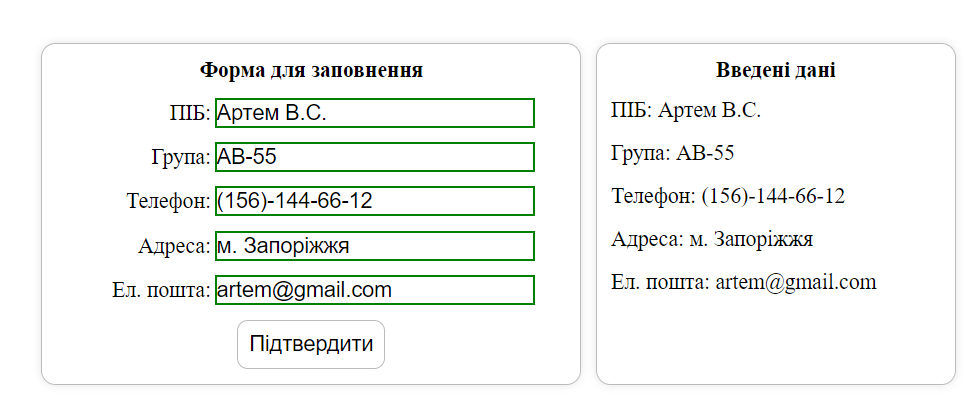 Форма для заповнення
ПІБ: Артем В.С.
Група: АВ-55
Телефон: (156)-144-66-12
Адреса: м. Запоріжжя
Ел. пошта: artem@gmail.com
Підтвердити
Введені дані
ПІБ: Артем В.С.
Група: АВ-55
Телефон: (156)-144-66-12
Адреса: м. Запоріжжя
Ел. пошта: artem@gmail.com